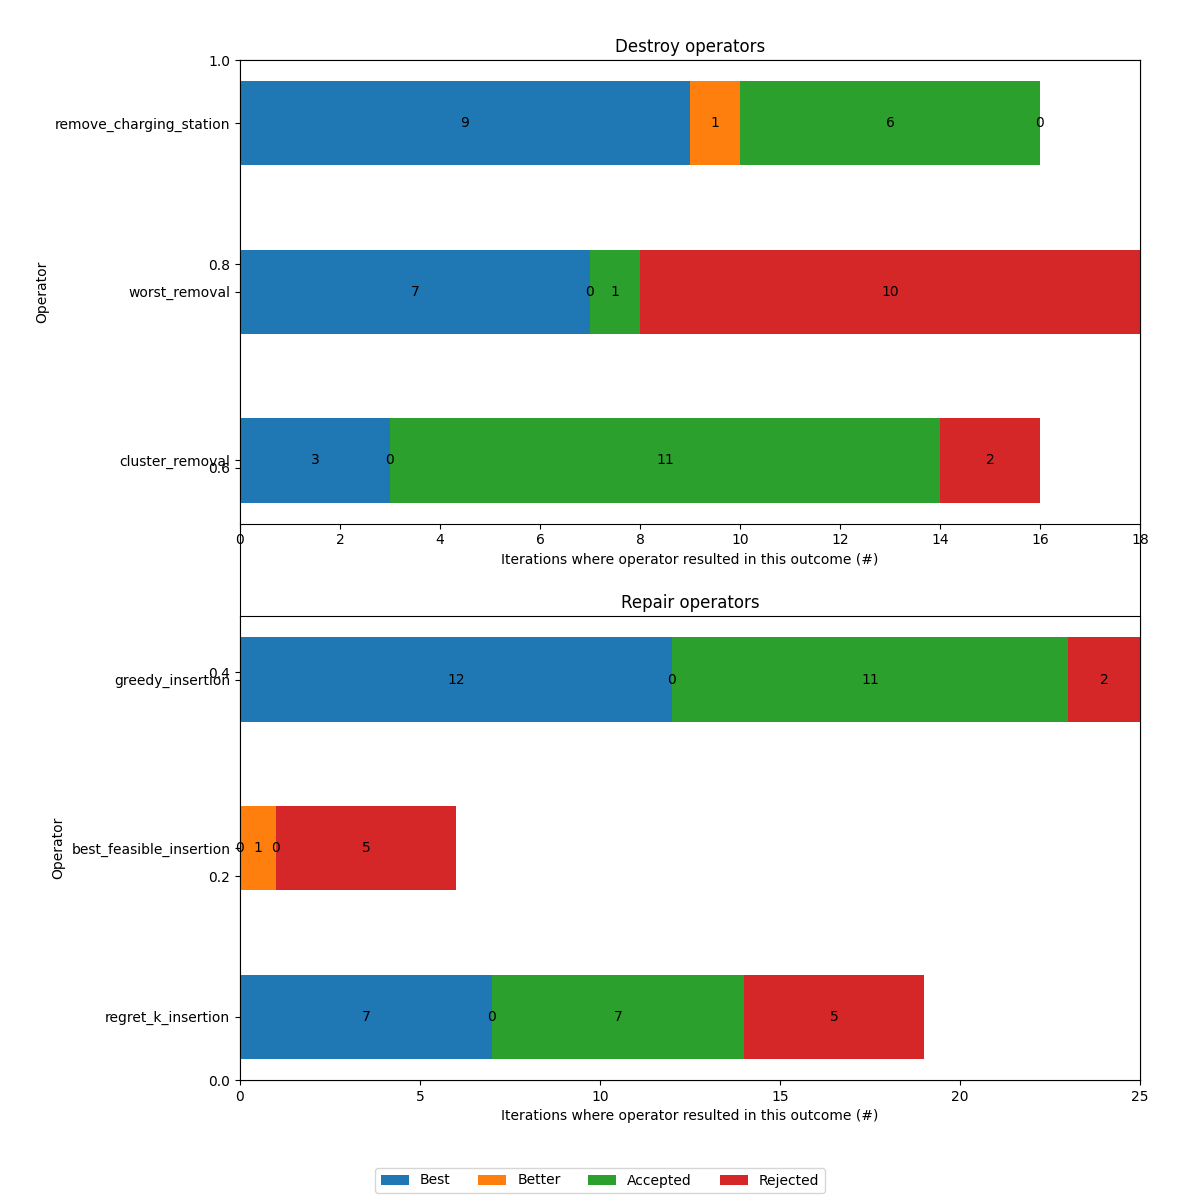 Destroy operators
1.0
remove_charging_station
9 1 6 0
0.8
Operator
worst_removal
7 0 1 10
cluster_removal
3 0 11 2
0.6
0 2 4 6 8 10 12 14 16 18
Iterations where operator resulted in this outcome (#)
Repair operators
0.4
greedy_insertion
12 0 11 2
Operator
best_feasible_insertion
0 1 0 5
0.2
regret_k_insertion
7 0 7 5
0.0
0 5 10 15 20 25
Iterations where operator resulted in this outcome (#)
Best Better Accepted Rejected